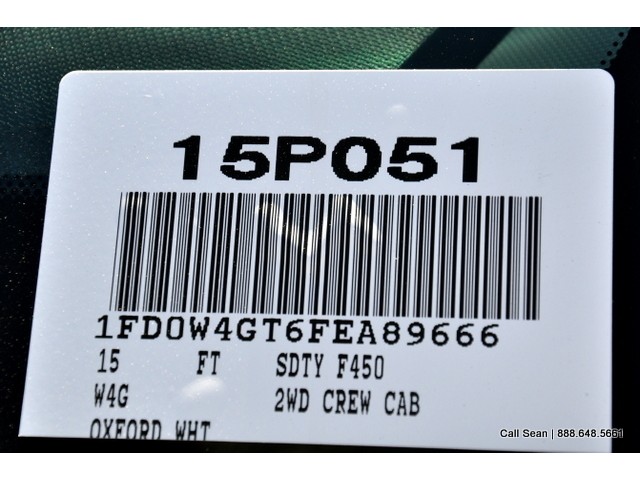 15P051
1FD0W4GT6FEA89666
15 FT SDTY F450
W4G 2WD CREW CAB
OXFORD WHT
Call Sean | 888.648.5661